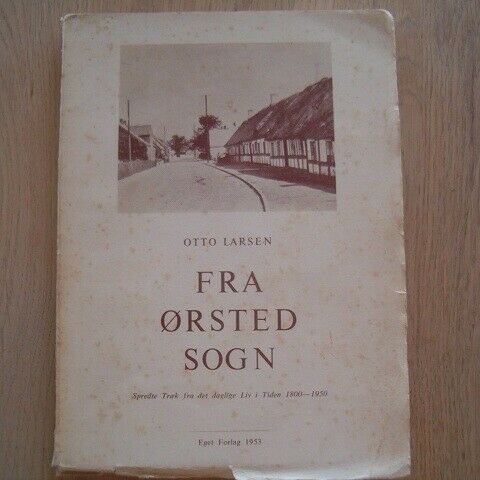 OTTO LARSEN
FRA
ØRSTED
SOGN
Spredte Træk fra det daglige Liv i Tiden 1800—1950
Eget Forlag 1953